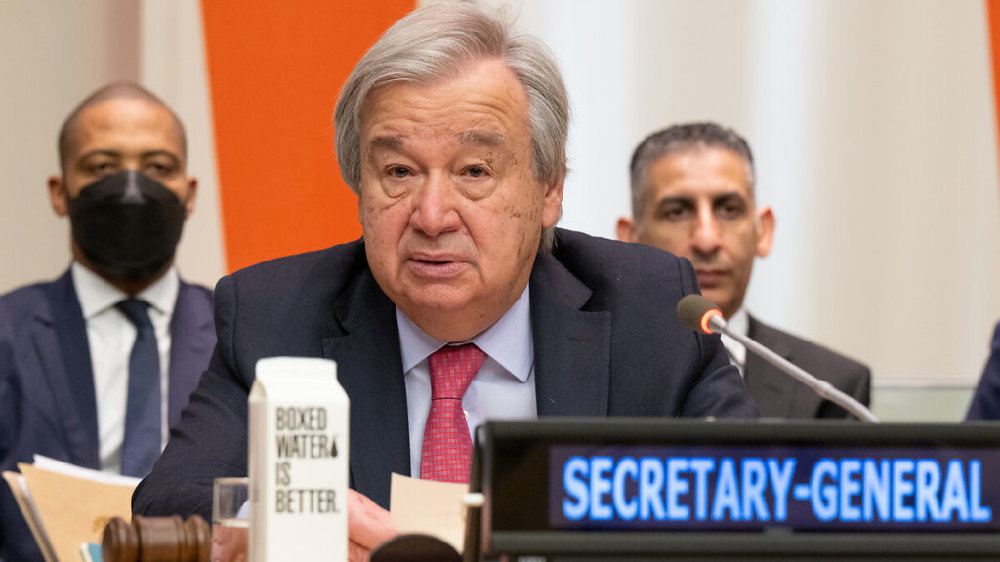 BOXED
WATER
IS
BETTER.
SECRETARY-GENERAL